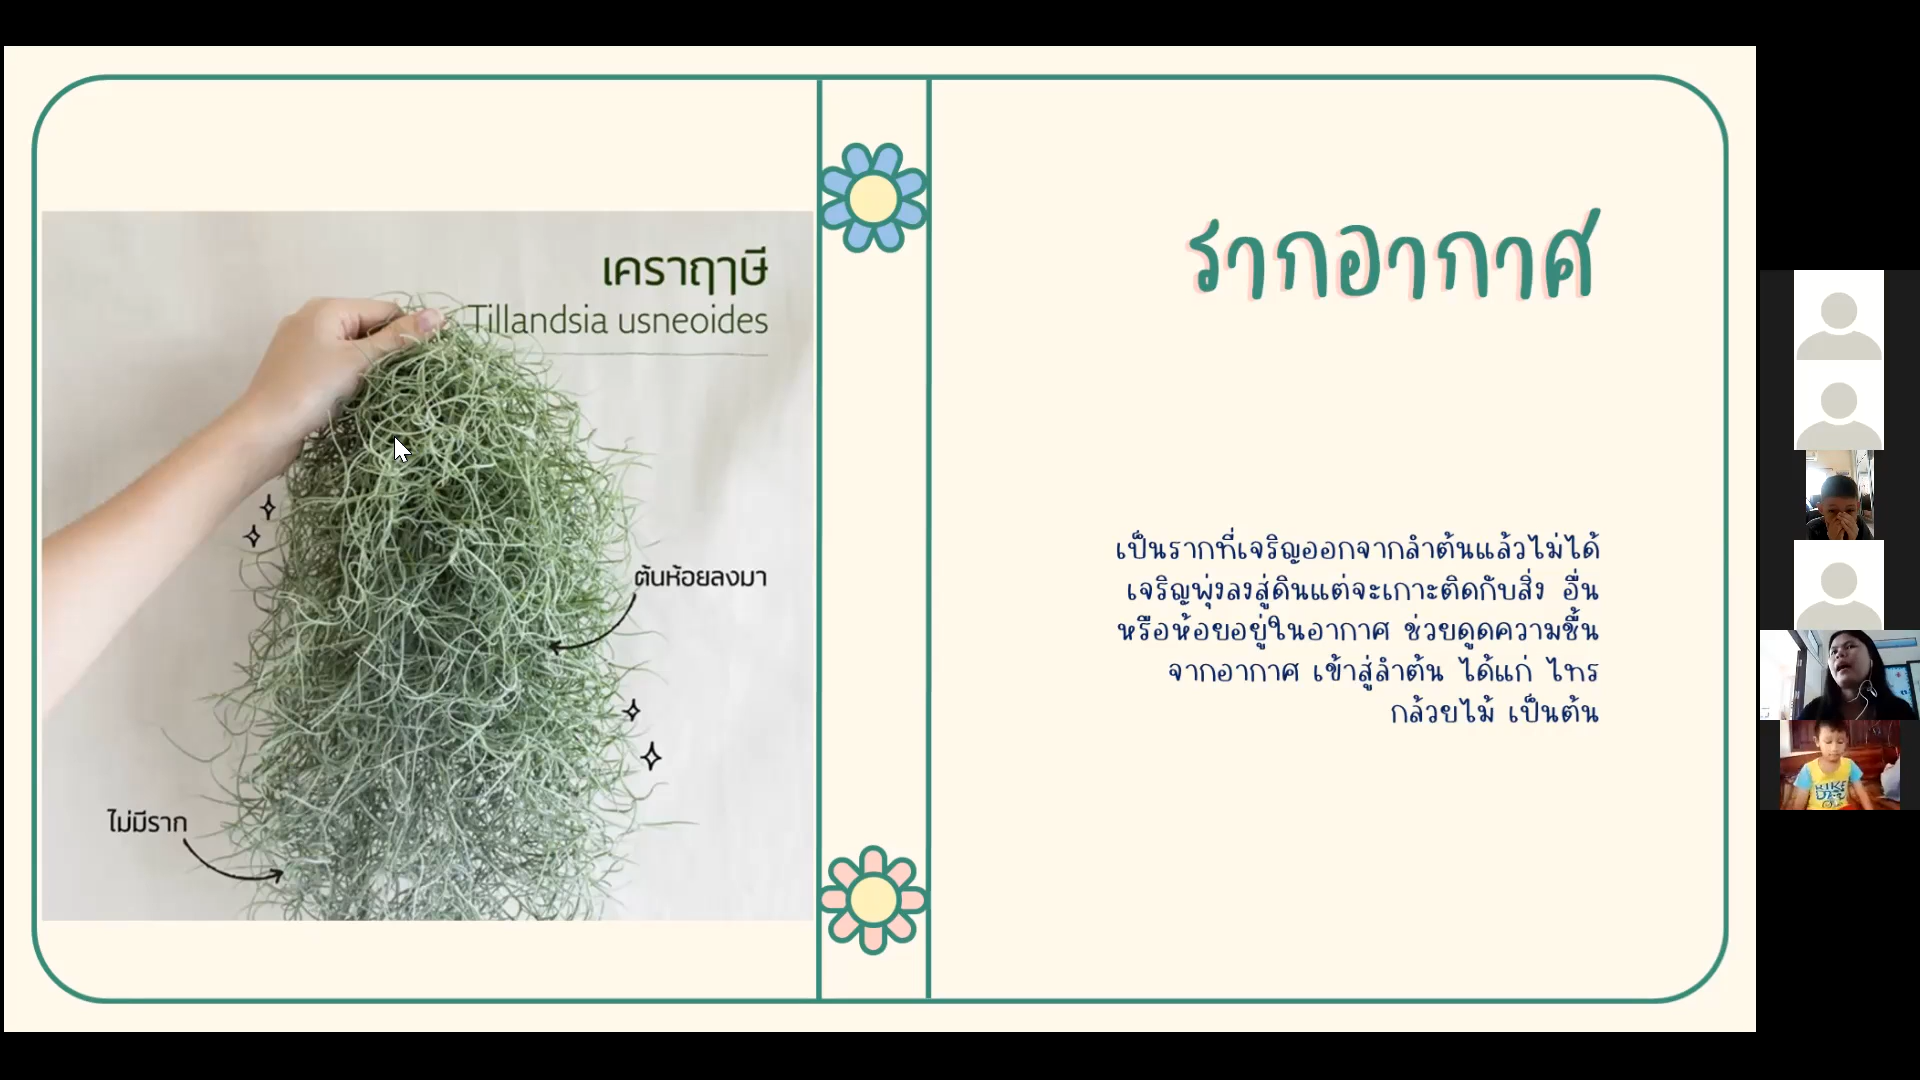 เคราฤๅษี
Tillandsia usneoides
ต้นห้อยลงมา
ไม่มีราก
รากอากาศ
เป็นรากที่เจริญออกจากลำต้นแล้วไม่ได้
เจริญพุ่งลงสู่ดินแต่จะเกาะติดกับสิ่ง อื่น
หรือห้อยอยู่ในอากาศ ช่วยดูดความชื้น
จากอากาศ เข้าสู่ลำต้น ได้แก่ ไทร
กล้วยไม้ เป็นต้น